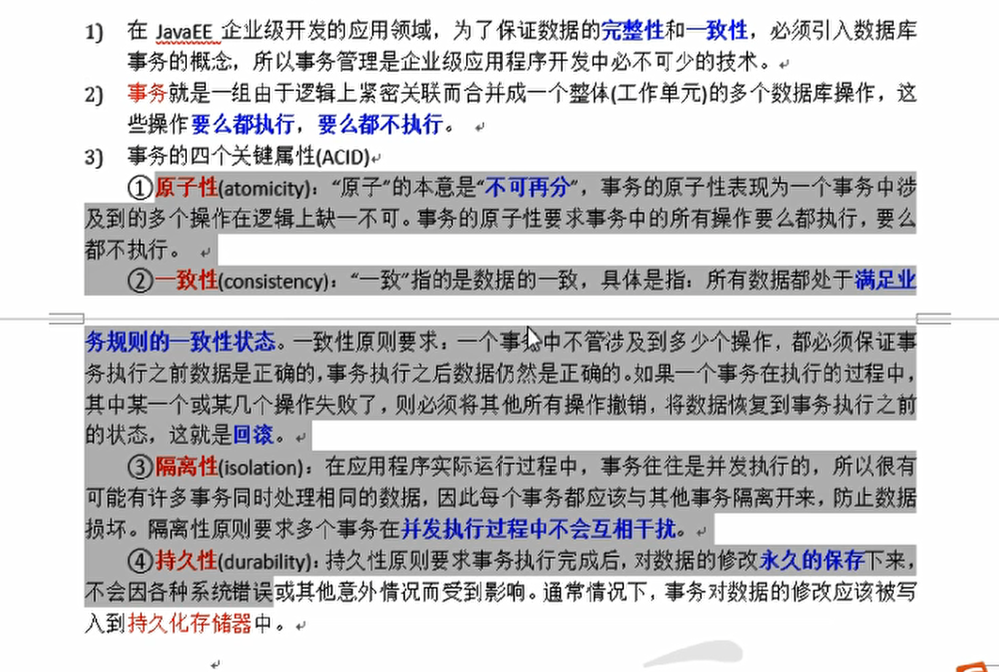 1) 在 JavaEE 企业级开发的应用领域，为了保证数据的完整性和一致性，必须引入数据库
事务的概念，所以事务管理是企业级应用程序开发中必不可少的技术。
2) 事务就是一组由于逻辑上紧密关联而合并成一个整体(工作单元)的多个数据库操作，这
些操作要么都执行，要么都不执行。
3) 事务的四个关键属性(ACID)
①原子性(atomicity)：“原子”的本意是“不可再分”，事务的原子性表现为一个事务中涉
及到的多个操作在逻辑上缺一不可。事务的原子性要求事务中的所有操作要么都执行，要么
都不执行。
②一致性(consistency)：“一致”指的是数据的一致，具体是指：所有数据都处于满足业
务规则的一致性状态。一致性原则要求：一个事务中不管涉及到多少个操作，都必须保证事
务执行之前数据是正确的，事务执行之后数据仍然是正确的。如果一个事务在执行的过程中，
其中某一个或某几个操作失败了，则必须将其他所有操作撤销，将数据恢复到事务执行之前
的状态，这就是回滚。
③隔离性(isolation)：在应用程序实际运行过程中，事务往往是并发执行的，所以很有
可能有许多事务同时处理相同的数据，因此每个事务都应该与其他事务隔离开来，防止数据
损坏。隔离性原则要求多个事务在并发执行过程中不会互相干扰。
④持久性(durability)：持久性原则要求事务执行完成后，对数据的修改永久的保存下来，
不会因各种系统错误或其他意外情况而受到影响。通常情况下，事务对数据的修改应该被写
入到持久化存储器中。